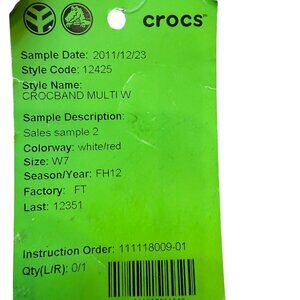 crocs™
Sample Date: 2011/12/23
Style Code: 12425
Style Name:
CROCBAND MULTI W
Sample Description:
Sales sample 2
Colorway: white/red
Size: W7
Season/Year: FH12
Factory: FT
Last: 12351
Instruction Order: 111118009-01
Qty(L/R): 0/1